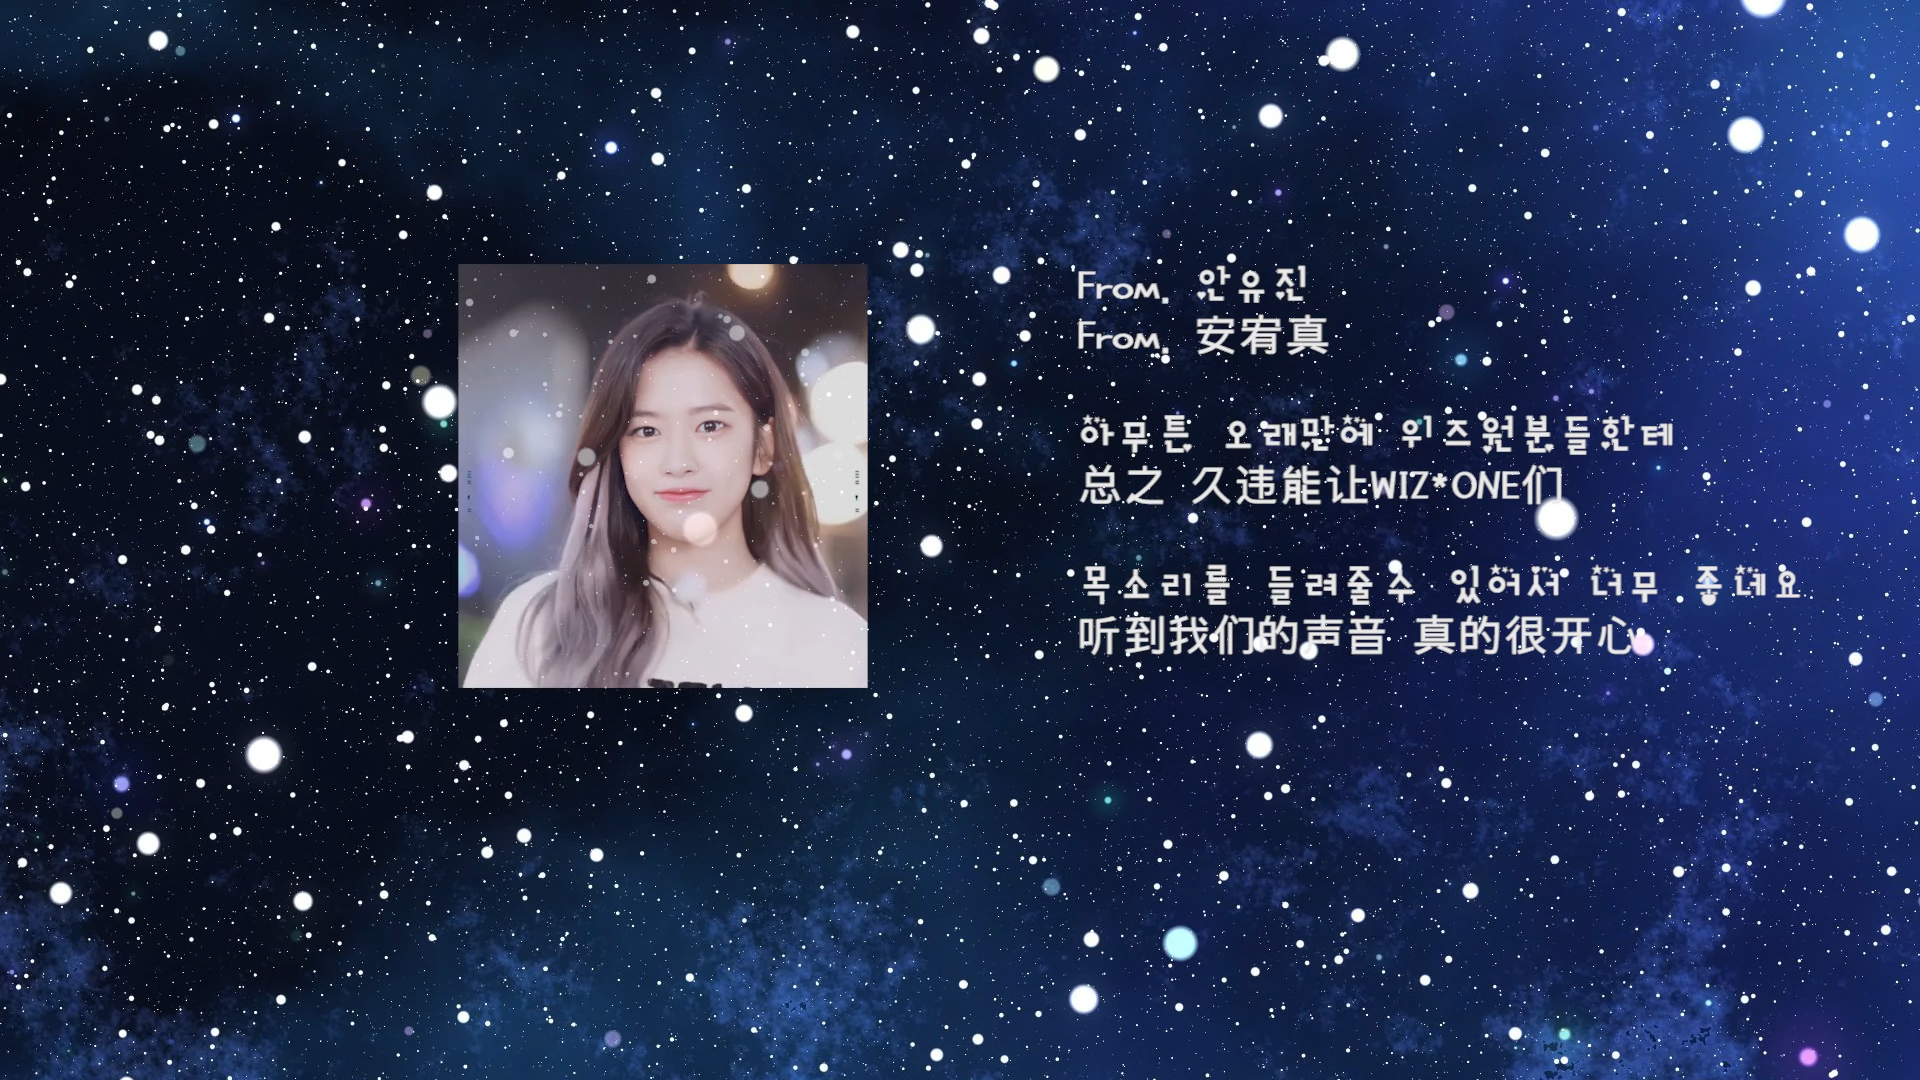 From. 안유진
From. 安宥真
아무튼 오래만에 위즈원분들한테
总之 久违能让WIZ*ONE们
목소리를 들려줄수 있어서 너무 좋네요
听到我们的声音 真的很开心